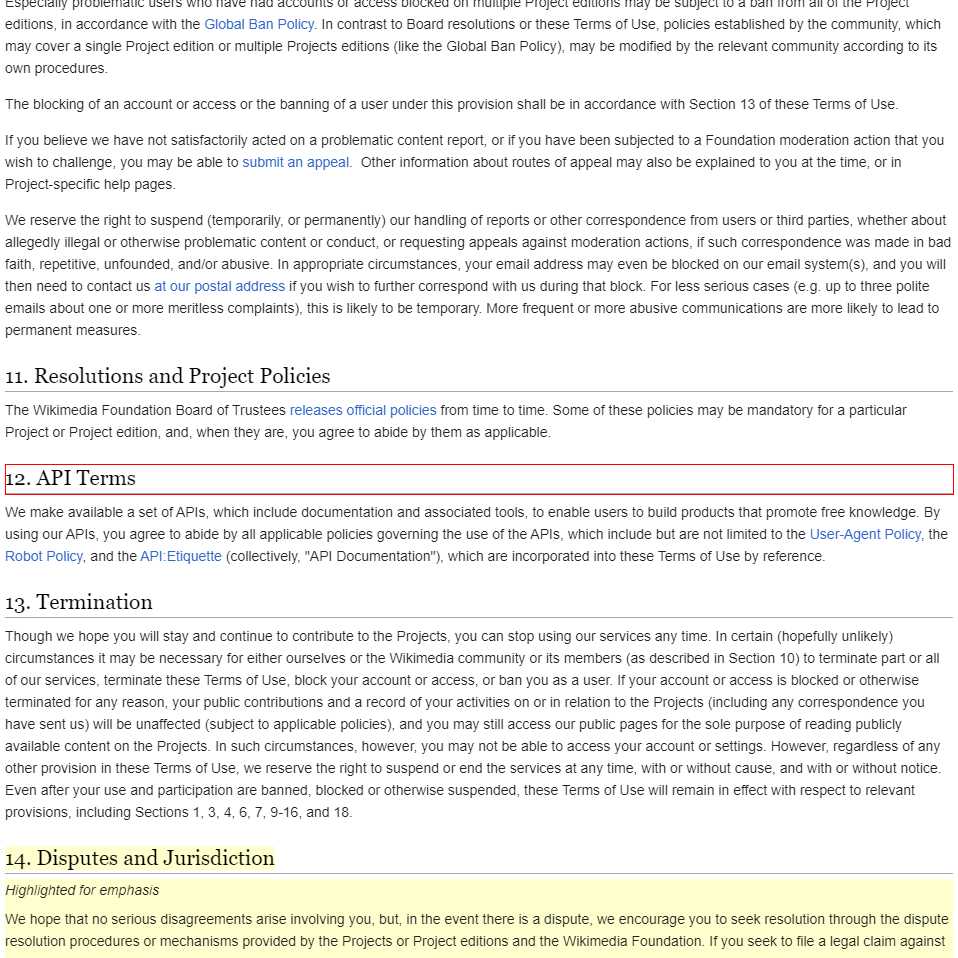 Especially problematic users who have had accounts or access blocked on multiple Project editions may be subject to a ban from all of the Project
editions, in accordance with the Global Ban Policy. In contrast to Board resolutions or these Terms of Use, policies established by the community, which
may cover a single Project edition or multiple Projects editions (like the Global Ban Policy), may be modified by the relevant community according to its
own procedures.
The blocking of an account or access or the banning of a user under this provision shall be in accordance with Section 13 of these Terms of Use.
If you believe we have not satisfactorily acted on a problematic content report, or if you have been subjected to a Foundation moderation action that you
wish to challenge, you may be able to submit an appeal. Other information about routes of appeal may also be explained to you at the time, or in
Project-specific help pages.
We reserve the right to suspend (temporarily, or permanently) our handling of reports or other correspondence from users or third parties, whether about
allegedly illegal or otherwise problematic content or conduct, or requesting appeals against moderation actions, if such correspondence was made in bad
faith, repetitive, unfounded, and/or abusive. In appropriate circumstances, your email address may even be blocked on our email system(s), and you will
then need to contact us at our postal address if you wish to further correspond with us during that block. For less serious cases (e.g. up to three polite
emails about one or more meritless complaints), this is likely to be temporary. More frequent or more abusive communications are more likely to lead to
permanent measures.
11. Resolutions and Project Policies
The Wikimedia Foundation Board of Trustees releases official policies from time to time. Some of these policies may be mandatory for a particular
Project or Project edition, and, when they are, you agree to abide by them as applicable.
12. API Terms
We make available a set of APIs, which include documentation and associated tools, to enable users to build products that promote free knowledge. By
using our APIs, you agree to abide by all applicable policies governing the use of the APIs, which include but are not limited to the User-Agent Policy, the
Robot Policy, and the API:Etiquette (collectively, "API Documentation"), which are incorporated into these Terms of Use by reference.
13. Termination
Though we hope you will stay and continue to contribute to the Projects, you can stop using our services any time. In certain (hopefully unlikely)
circumstances it may be necessary for either ourselves or the Wikimedia community or its members (as described in Section 10) to terminate part or all
of our services, terminate these Terms of Use, block your account or access, or ban you as a user. If your account or access is blocked or otherwise
terminated for any reason, your public contributions and a record of your activities on or in relation to the Projects (including any correspondence you
have sent us) will be unaffected (subject to applicable policies), and you may still access our public pages for the sole purpose of reading publicly
available content on the Projects. In such circumstances, however, you may not be able to access your account or settings. However, regardless of any
other provision in these Terms of Use, we reserve the right to suspend or end the services at any time, with or without cause, and with or without notice.
Even after your use and participation are banned, blocked or otherwise suspended, these Terms of Use will remain in effect with respect to relevant
provisions, including Sections 1, 3, 4, 6, 7, 9-16, and 18.
14. Disputes and Jurisdiction
Highlighted for emphasis
We hope that no serious disagreements arise involving you, but, in the event there is a dispute, we encourage you to seek resolution through the dispute
resolution procedures or mechanisms provided by the Projects or Project editions and the Wikimedia Foundation. If you seek to file a legal claim against